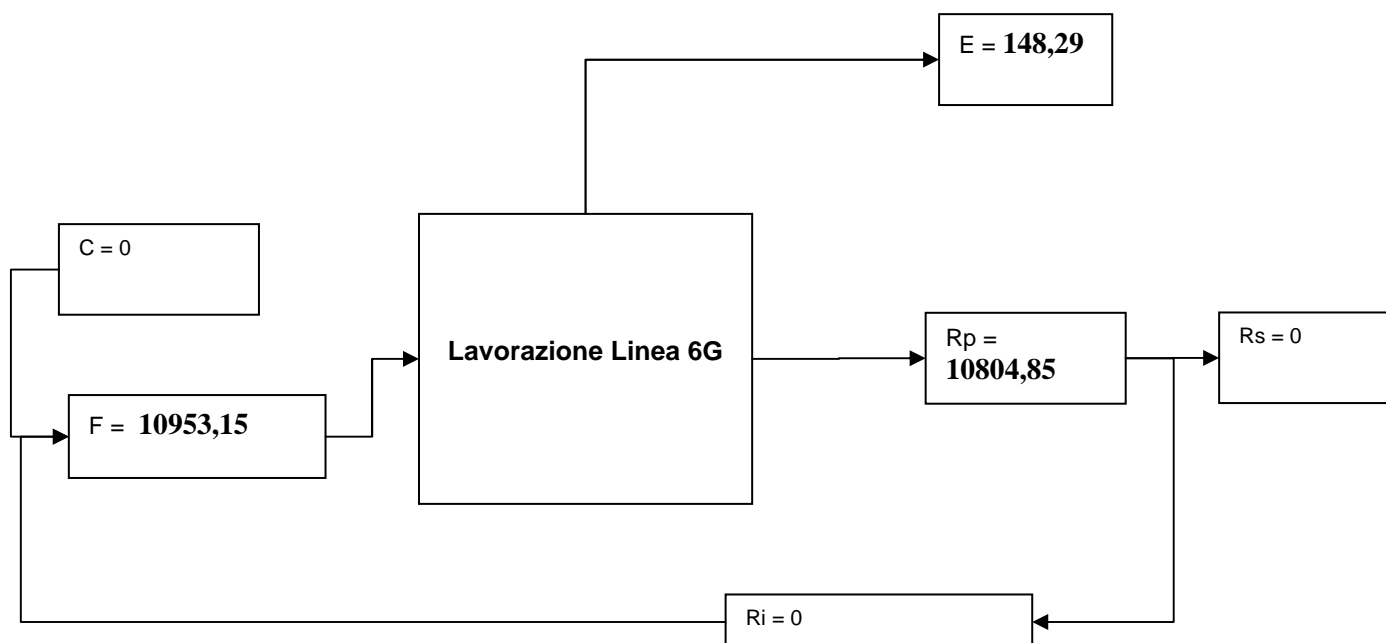 E = 148,29
C = 0
Lavorazione Linea 6G
Rp =
10804,85
Rs = 0
F = 10953,15
Ri = 0